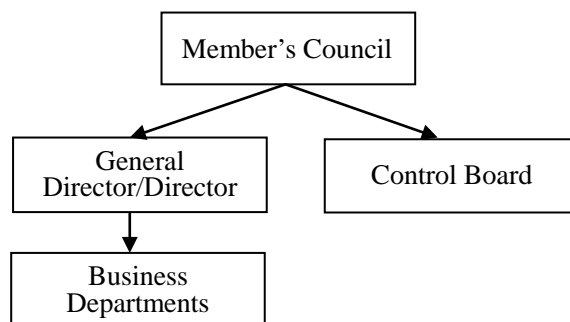 Member’s Council
General
Director/Director
Control Board
Business
Departments